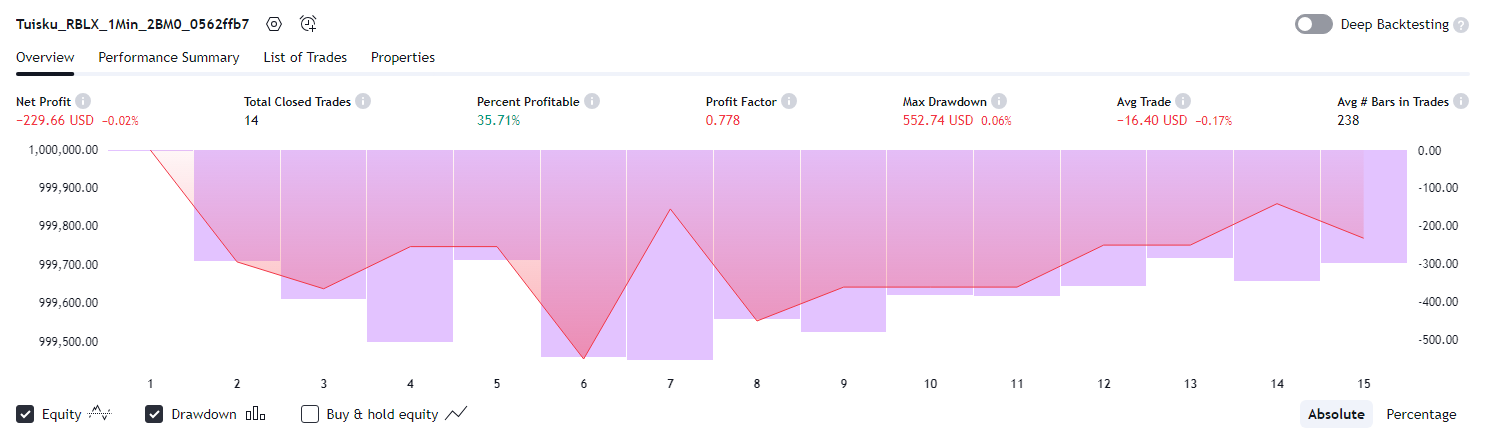 Tuisku_RBLX_1Min_2BM0_0562ffb7 Deep Backtesting ?
Overview Performance Summary List of Trades Properties
Net Profit i Total Closed Trades i Percent Profitable i Profit Factor i Max Drawdown i Avg Trade i Avg # Bars in Trades i
−229.66 USD −0.02% 14 35.71% 0.778 552.74 USD 0.06% −16.40 USD −0.17% 238
1,000,000.00 0.00
999,900.00 -100.00
999,800.00 -200.00
999,700.00 -300.00
999,600.00 -400.00
999,500.00 -500.00
1 2 3 4 5 6 7 8 9 10 11 12 13 14 15
Equity Drawdown Buy & hold equity Absolute Percentage